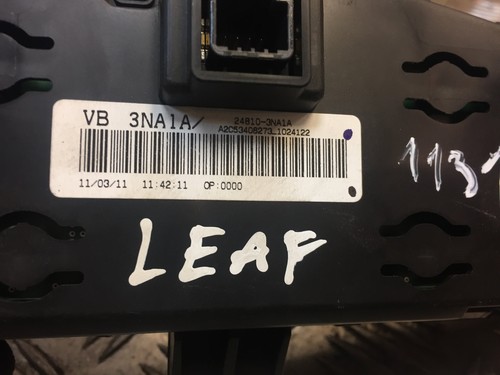 VB 3NA1A/
24810-3NA1A
A2C53406273_1024122
11/03/11 11:42:11 OP:0000
LEAF